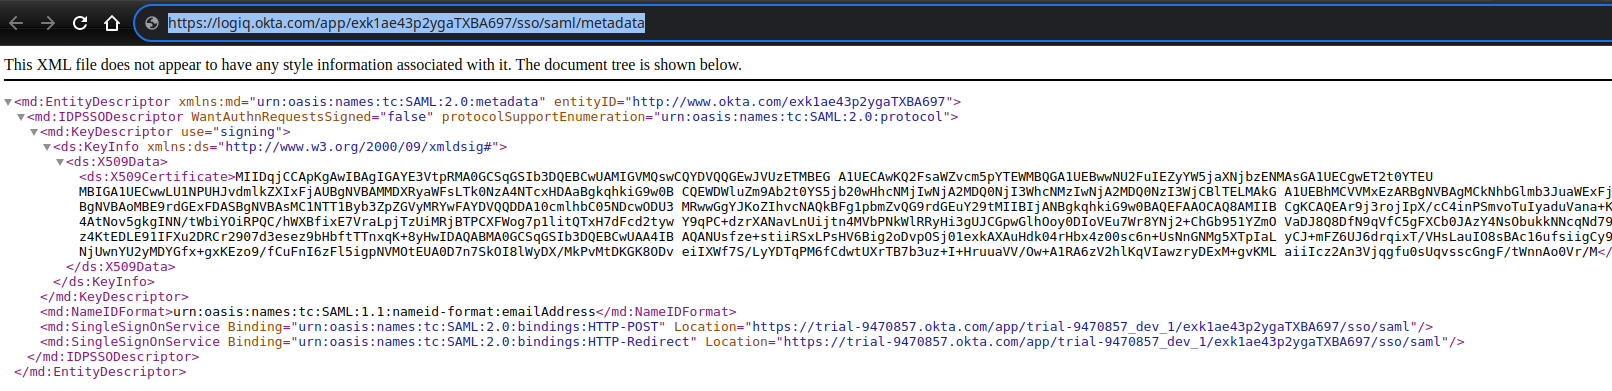 https://logiq.okta.com/app/exk1ae43p2ygaTXBA697/sso/saml/metadata
This XML file does not appear to have any style information associated with it. The document tree is shown below.
<md:EntityDescriptor xmlns:md="urn:oasis:names:tc:SAML:2.0:metadata" entityID="http://www.okta.com/exk1ae43p2ygaTXBA697">
<md:IDPSSODescriptor WantAuthnRequestsSigned="false" protocolSupportEnumeration="urn:oasis:names:tc:SAML:2.0:protocol">
<md:KeyDescriptor use="signing">
<ds:KeyInfo xmlns:ds="http://www.w3.org/2000/09/xmldsig#">
<ds:X509Data>
<ds:X509Certificate>MIIDqjCCApKgAwIBAgIGAYE3VtpRMA0GCSqGSIb3DQEBCwUAMIGVMQswCQYDVQQGEwJVUzETMBEG A1UECAwKQ2FsaWZvcm5pYTEWMBQGA1UEBwwNU2FuIEZyYW5jaXNjbzENMAsGA1UECgwET2t0YTEU
MBIGA1UECwwLU1NPUHJvdmlkZXIxFjAUBgNVBAMMDXRyaWFsLTk0NzA4NTcxHDAaBgkqhkiG9w0B CQEWDWluZm9Ab2t0YS5jb20wHhcNMjIwNjA2MDQ0NjI3WhcNMzIwNjA2MDQ0NzI3WjCBlTELMAkG A1UEBhMCVVMxEzARBgNVBAgMCkNhbGlmb3JuaWExFj
BgNVBAoMBE9rdGExFDASBgNVBAsMC1NTT1Byb3ZpZGVyMRYwFAYDVQQDDA10cmlhbC05NDcwODU3 MRwwGgYJKoZIhvcNAQkBFg1pbmZvQG9rdGEuY29tMIIBIjANBgkqhkiG9w0BAQEFAAOCAQ8AMIIB CgKCAQEAr9j3rojIpX/cC4inPSmvoTuIyaduVana+K
4AtNov5gkgINN/tWbiYOiRPQC/hWXBfixE7VraLpjTzUiMRjBTPCXFWog7p1litQTxH7dFcd2tyw Y9qPC+dzrXANavLnUijtn4MVbPNkWlRRyHi3gUJCGpwGlhOoy0DIoVEu7Wr8YNj2+ChGb951YZmO VaDJ8Q8DfN9qVfC5gFXCb0JAzY4NsObukkNNcqNd79
z4KtEDLE91IFXu2DRCr2907d3esez9bHbftTTnxqK+8yHwIDAQABMA0GCSqGSIb3DQEBCwUAA4IB AQANUsfze+stiiRSxLPsHV6Big2oDvpOSj01exkAXAuHdk04rHbx4z00sc6n+UsNnGNMg5XTpIaL yCJ+mFZ6UJ6drqixT/VHsLauIO8sBAc16ufsiigCy9
NjUwnYU2yMDYGfx+gxKEzo9/fCuFnI6zFl5igpNVMOtEUA0D7n7SkOI8lWyDX/MkPvMtDKGK8ODv eiIXWf7S/LyYDTqPM6fCdwtUXrTB7b3uz+I+HruuaVV/Ow+A1RA6zV2hlKqVIawzryDExM+gvKML aiiIcz2An3Vjqgfu0sUqvsscGngF/tWnnAo0Vr/M</
</ds:X509Data>
</ds:KeyInfo>
</md:KeyDescriptor>
<md:NameIDFormat>urn:oasis:names:tc:SAML:1.1:nameid-format:emailAddress</md:NameIDFormat>
<md:SingleSignOnService Binding="urn:oasis:names:tc:SAML:2.0:bindings:HTTP-POST" Location="https://trial-9470857.okta.com/app/trial-9470857_dev_1/exk1ae43p2ygaTXBA697/sso/saml"/>
<md:SingleSignOnService Binding="urn:oasis:names:tc:SAML:2.0:bindings:HTTP-Redirect" Location="https://trial-9470857.okta.com/app/trial-9470857_dev_1/exk1ae43p2ygaTXBA697/sso/saml"/>
</md:IDPSSODescriptor>
</md:EntityDescriptor>